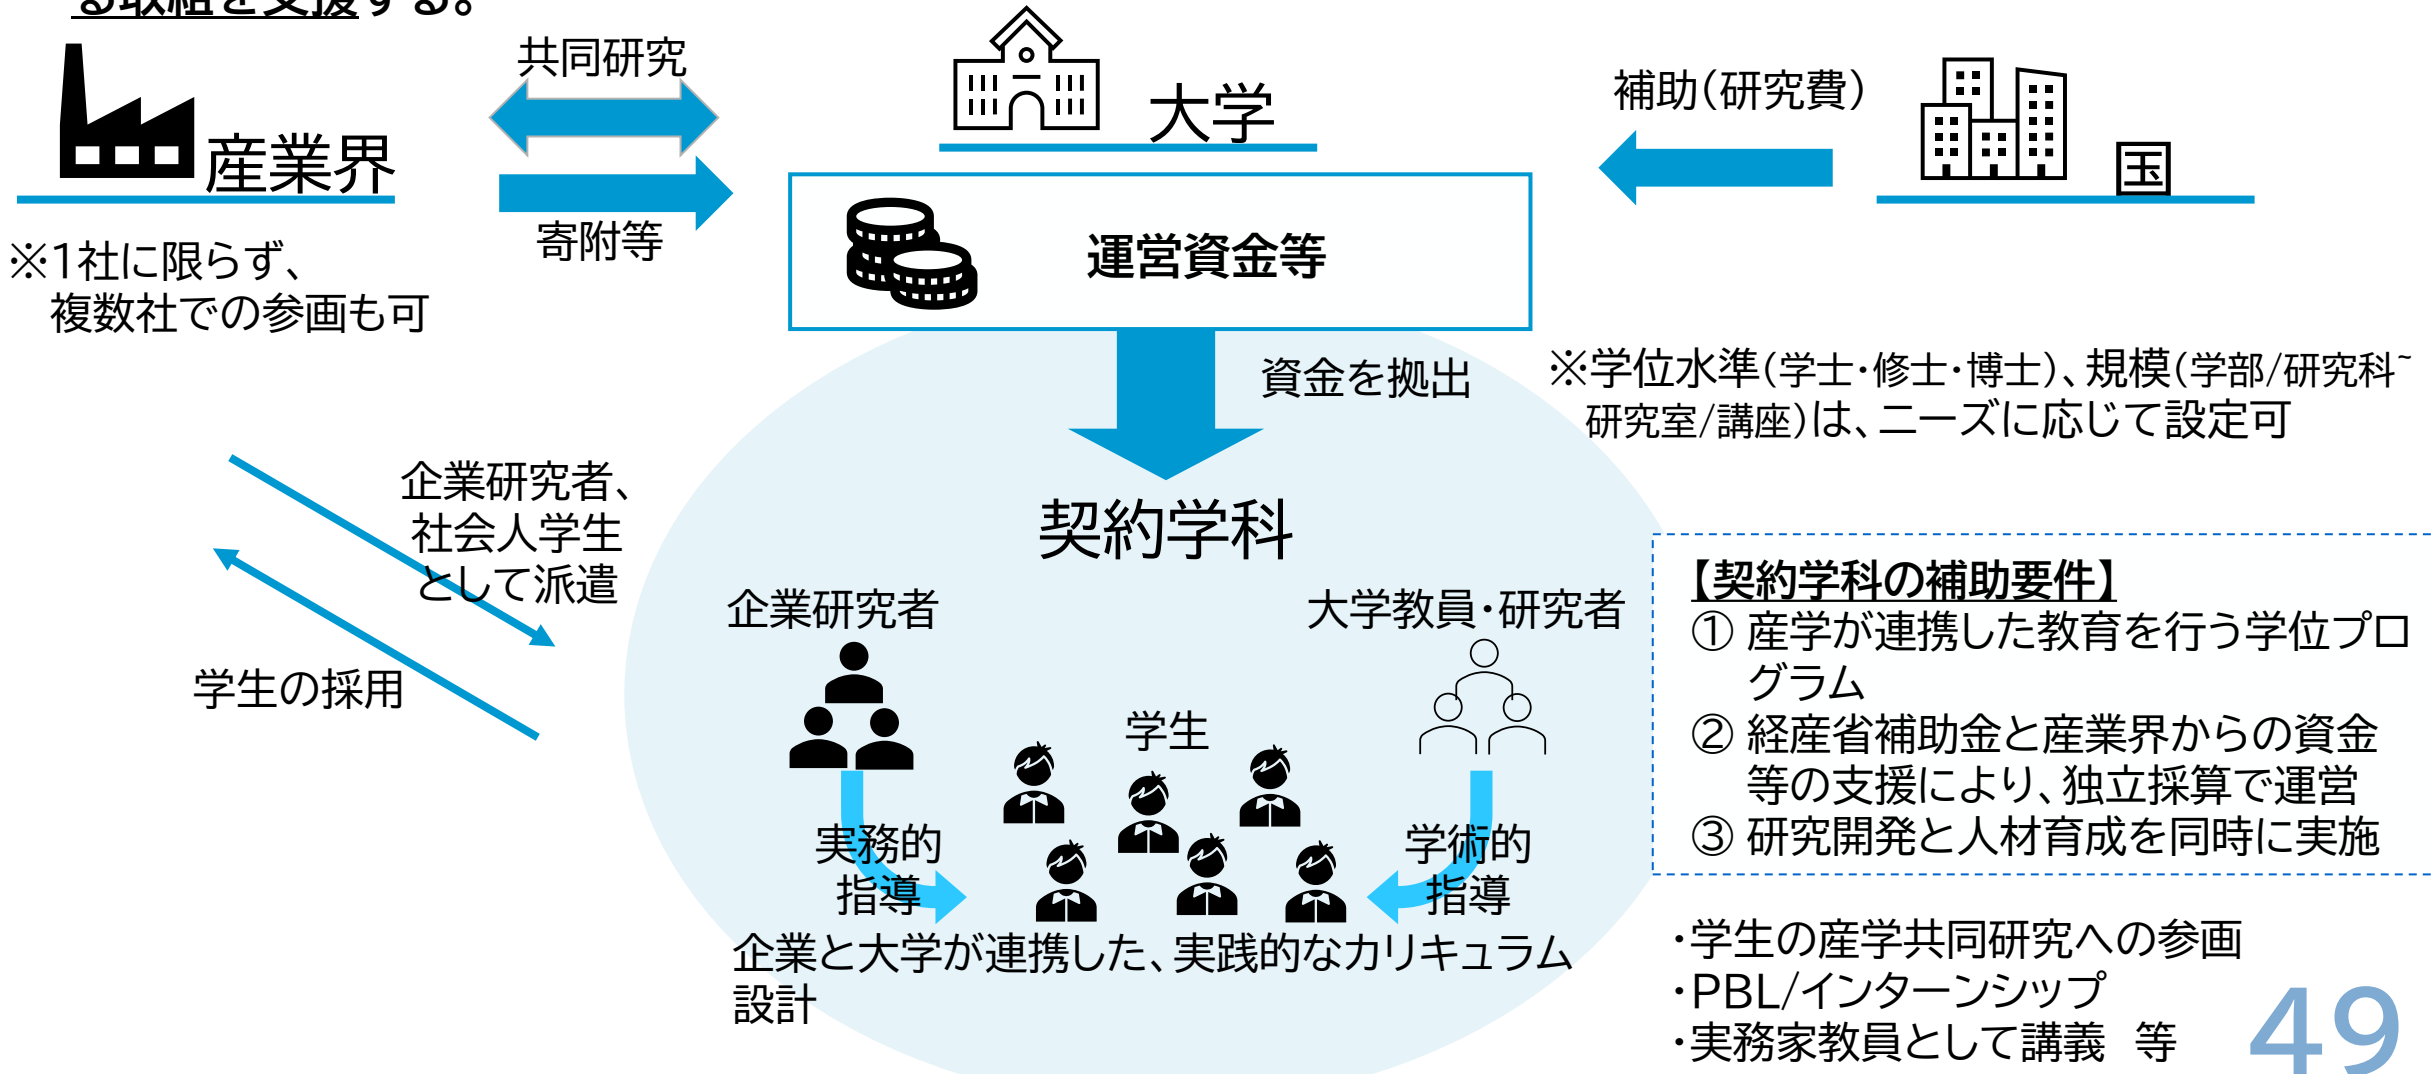 る取組を支援する。
共同研究
大学
補助（研究費）
産業界
国
寄附等
運営資金等
※1社に限らず、
複数社での参画も可
資金を拠出
※学位水準（学士・修士・博士）、規模（学部/研究科~
研究室/講座）は、ニーズに応じて設定可
企業研究者、
社会人学生
として派遣
学生の採用
契約学科
企業研究者
大学教員・研究者
学生
実務的
指導
学術的
指導
企業と大学が連携した、実践的なカリキュラム
設計
【契約学科の補助要件】
① 産学が連携した教育を行う学位プロ
グラム
② 経産省補助金と産業界からの資金
等の支援により、独立採算で運営
③ 研究開発と人材育成を同時に実施
・学生の産学共同研究への参画
・PBL/インターンシップ
・実務家教員として講義　等
49